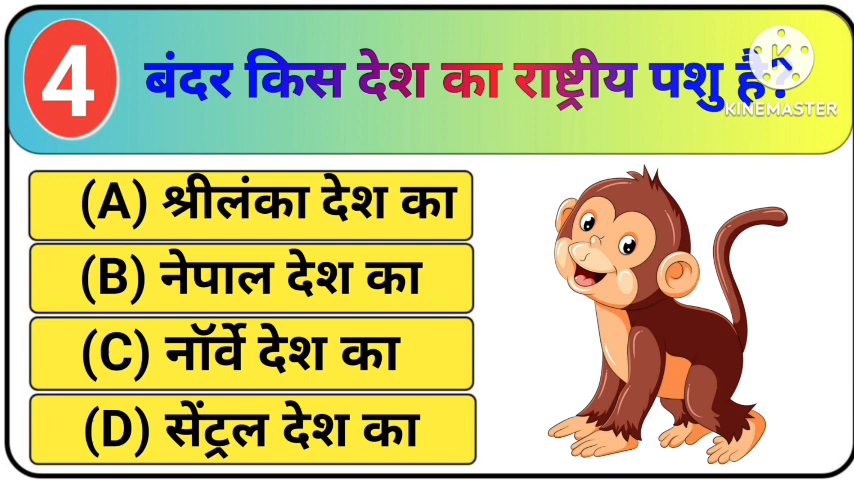 4
बंदर किस देश का राष्ट्रीय पशु है?
KINEMASTER
(A) श्रीलंका देश का
(B) नेपाल देश का
(C) नॉर्वे देश का
(D) सेंट्रल देश का